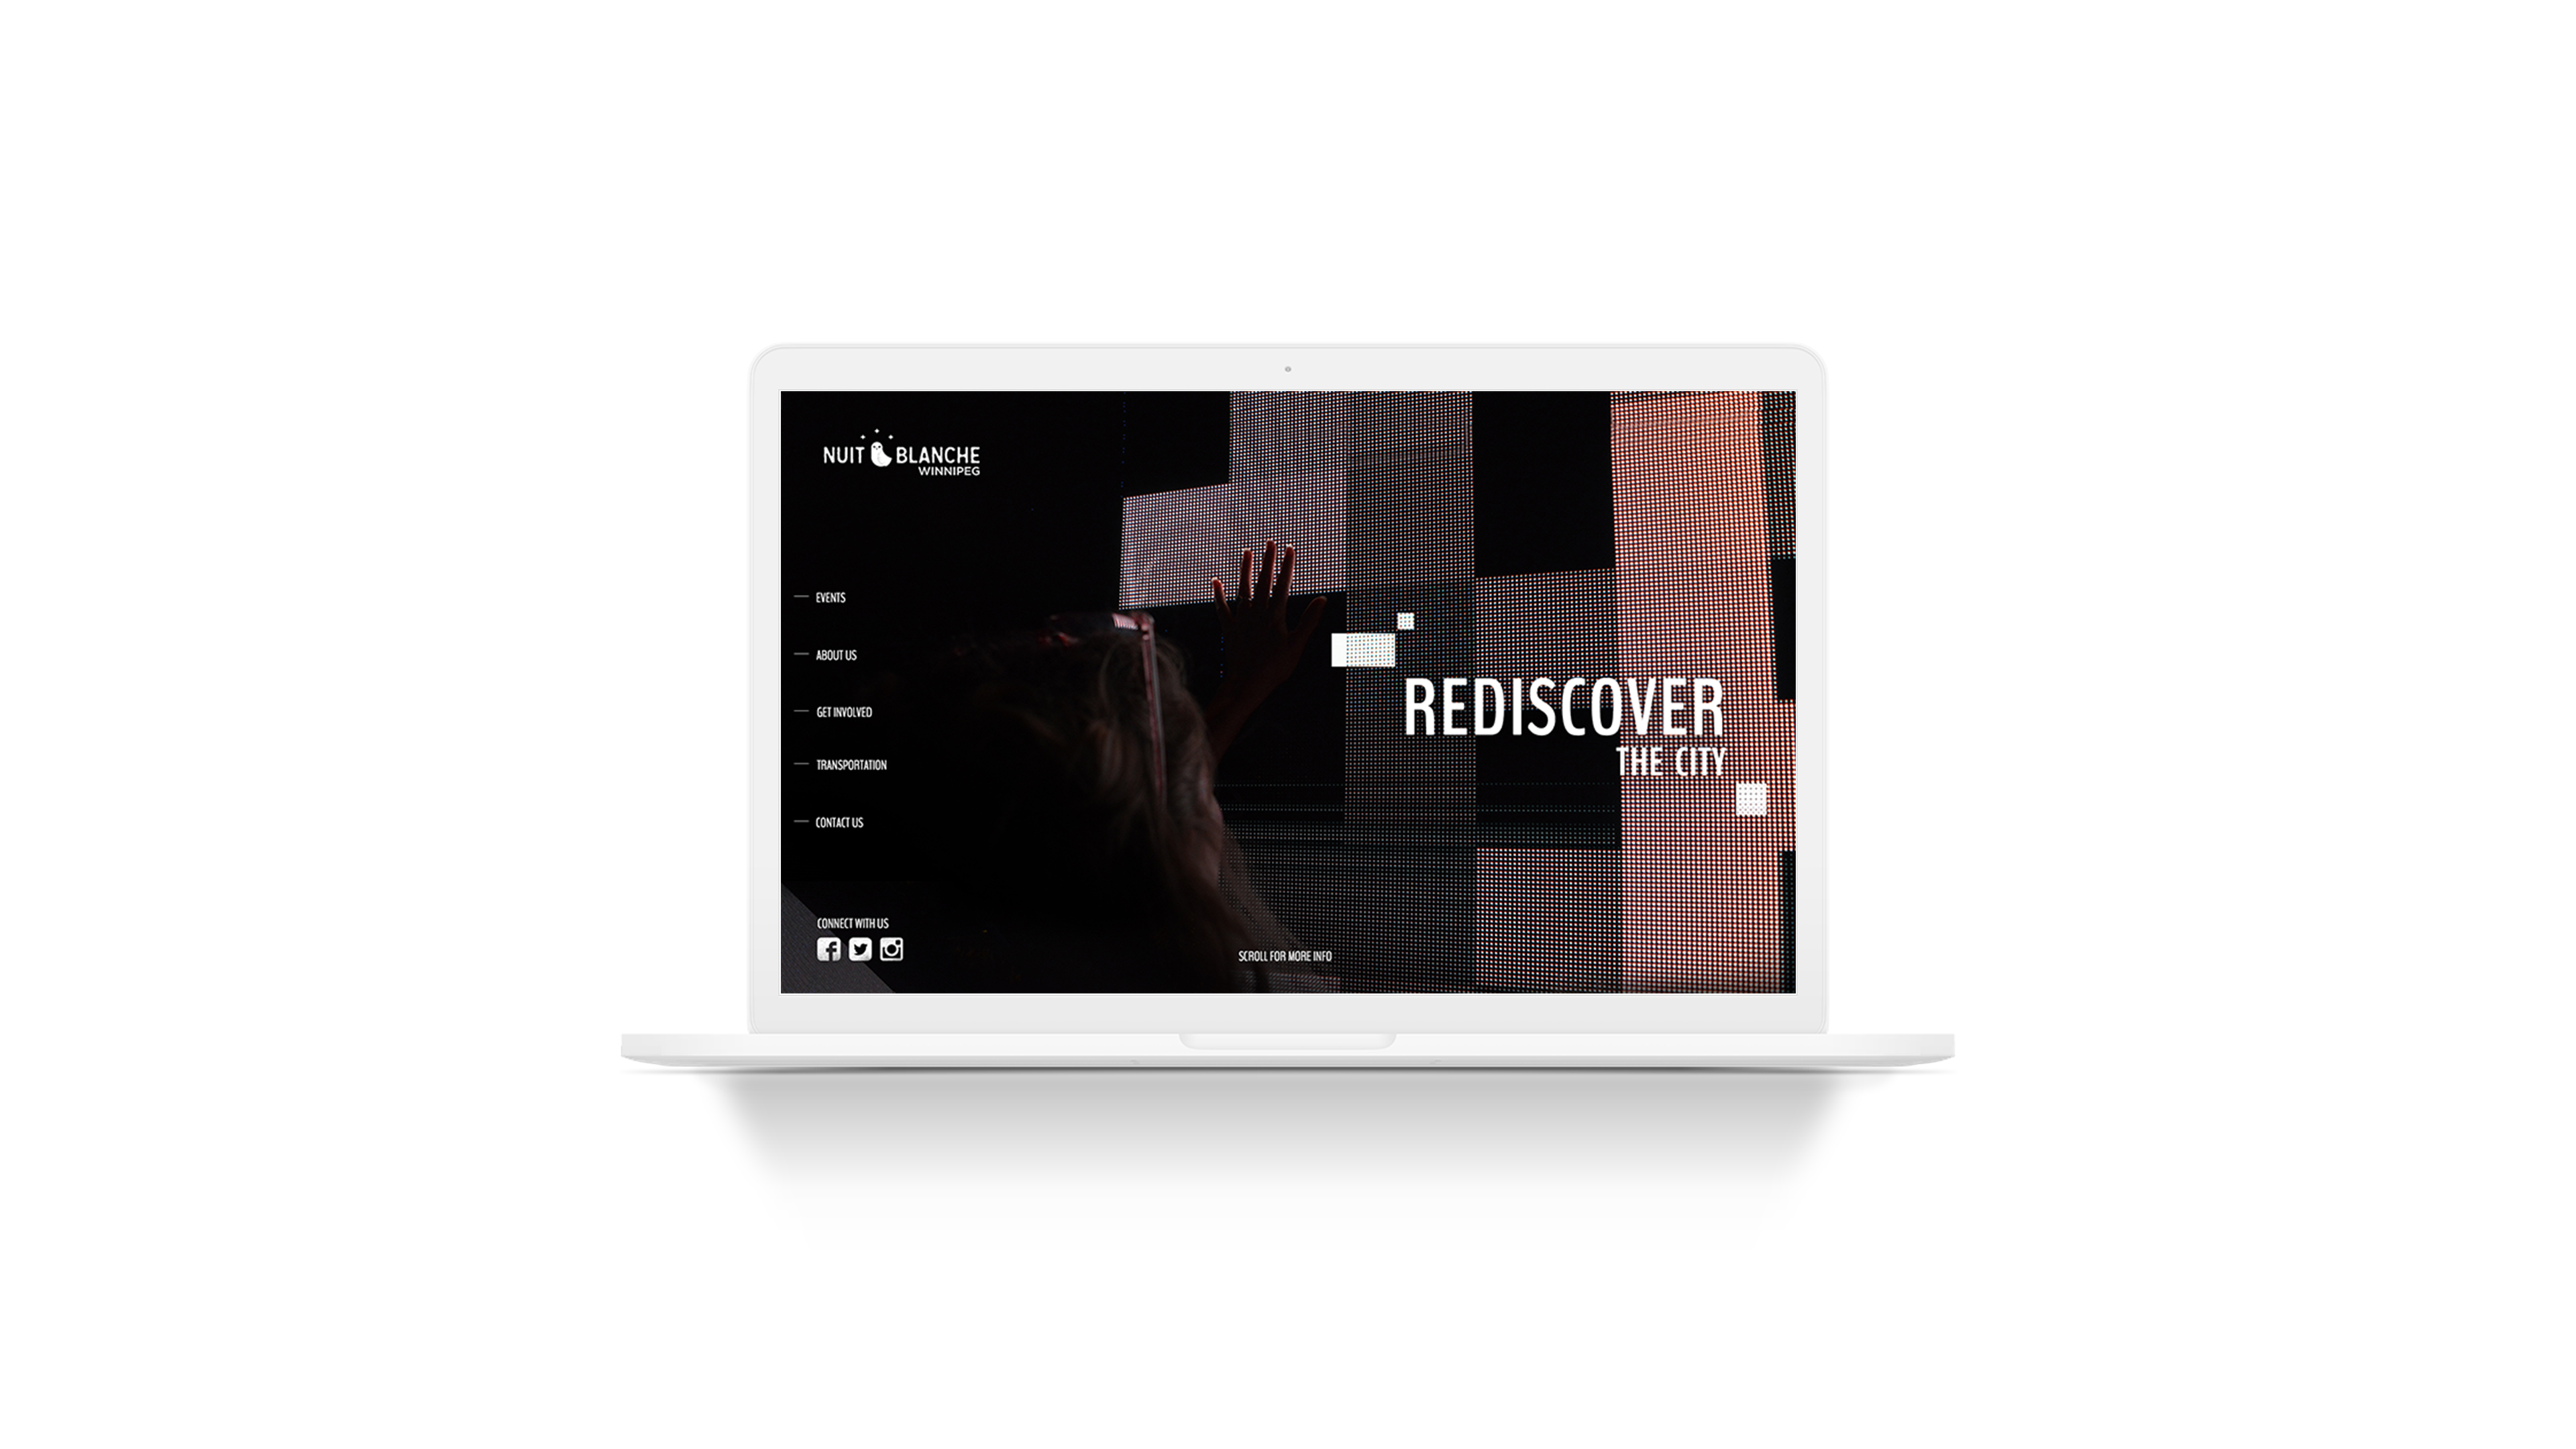 NUIT BLANCHE
WINNIPEG
EVENTS
ABOUT US
GET INVOLVED
TRANSPORTATION
CONTACT US
CONNECT WITH US
REDISCOVER
THE CITY
SCROLL FOR MORE INFO